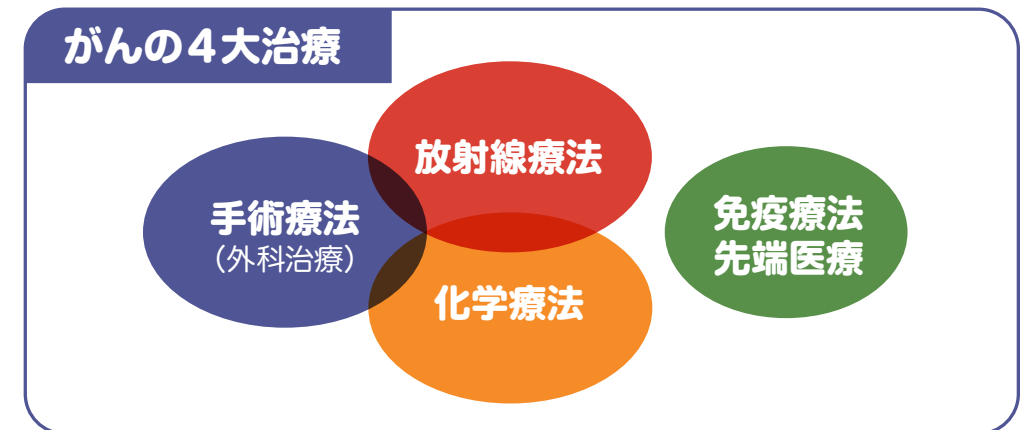 がんの4大治療
放射線療法
手術療法
(外科治療)
化学療法
免疫療法
先端医療